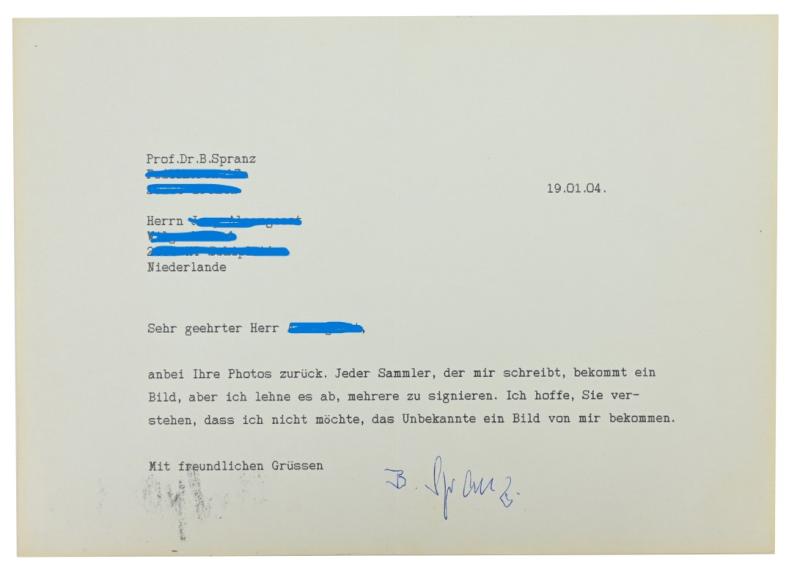 Prof.Dr.B.Spranz
19.01.04.
Herrn
Niederlande
Sehr geehrter Herr ,
anbei Ihre Photos zurück. Jeder Sammler, der mir schreibt, bekommt ein
Bild, aber ich lehne es ab, mehrere zu signieren. Ich hoffe, Sie ver-
stehen, dass ich nicht möchte, das Unbekannte ein Bild von mir bekommen.
Mit freundlichen Grüssen
B. Spranz